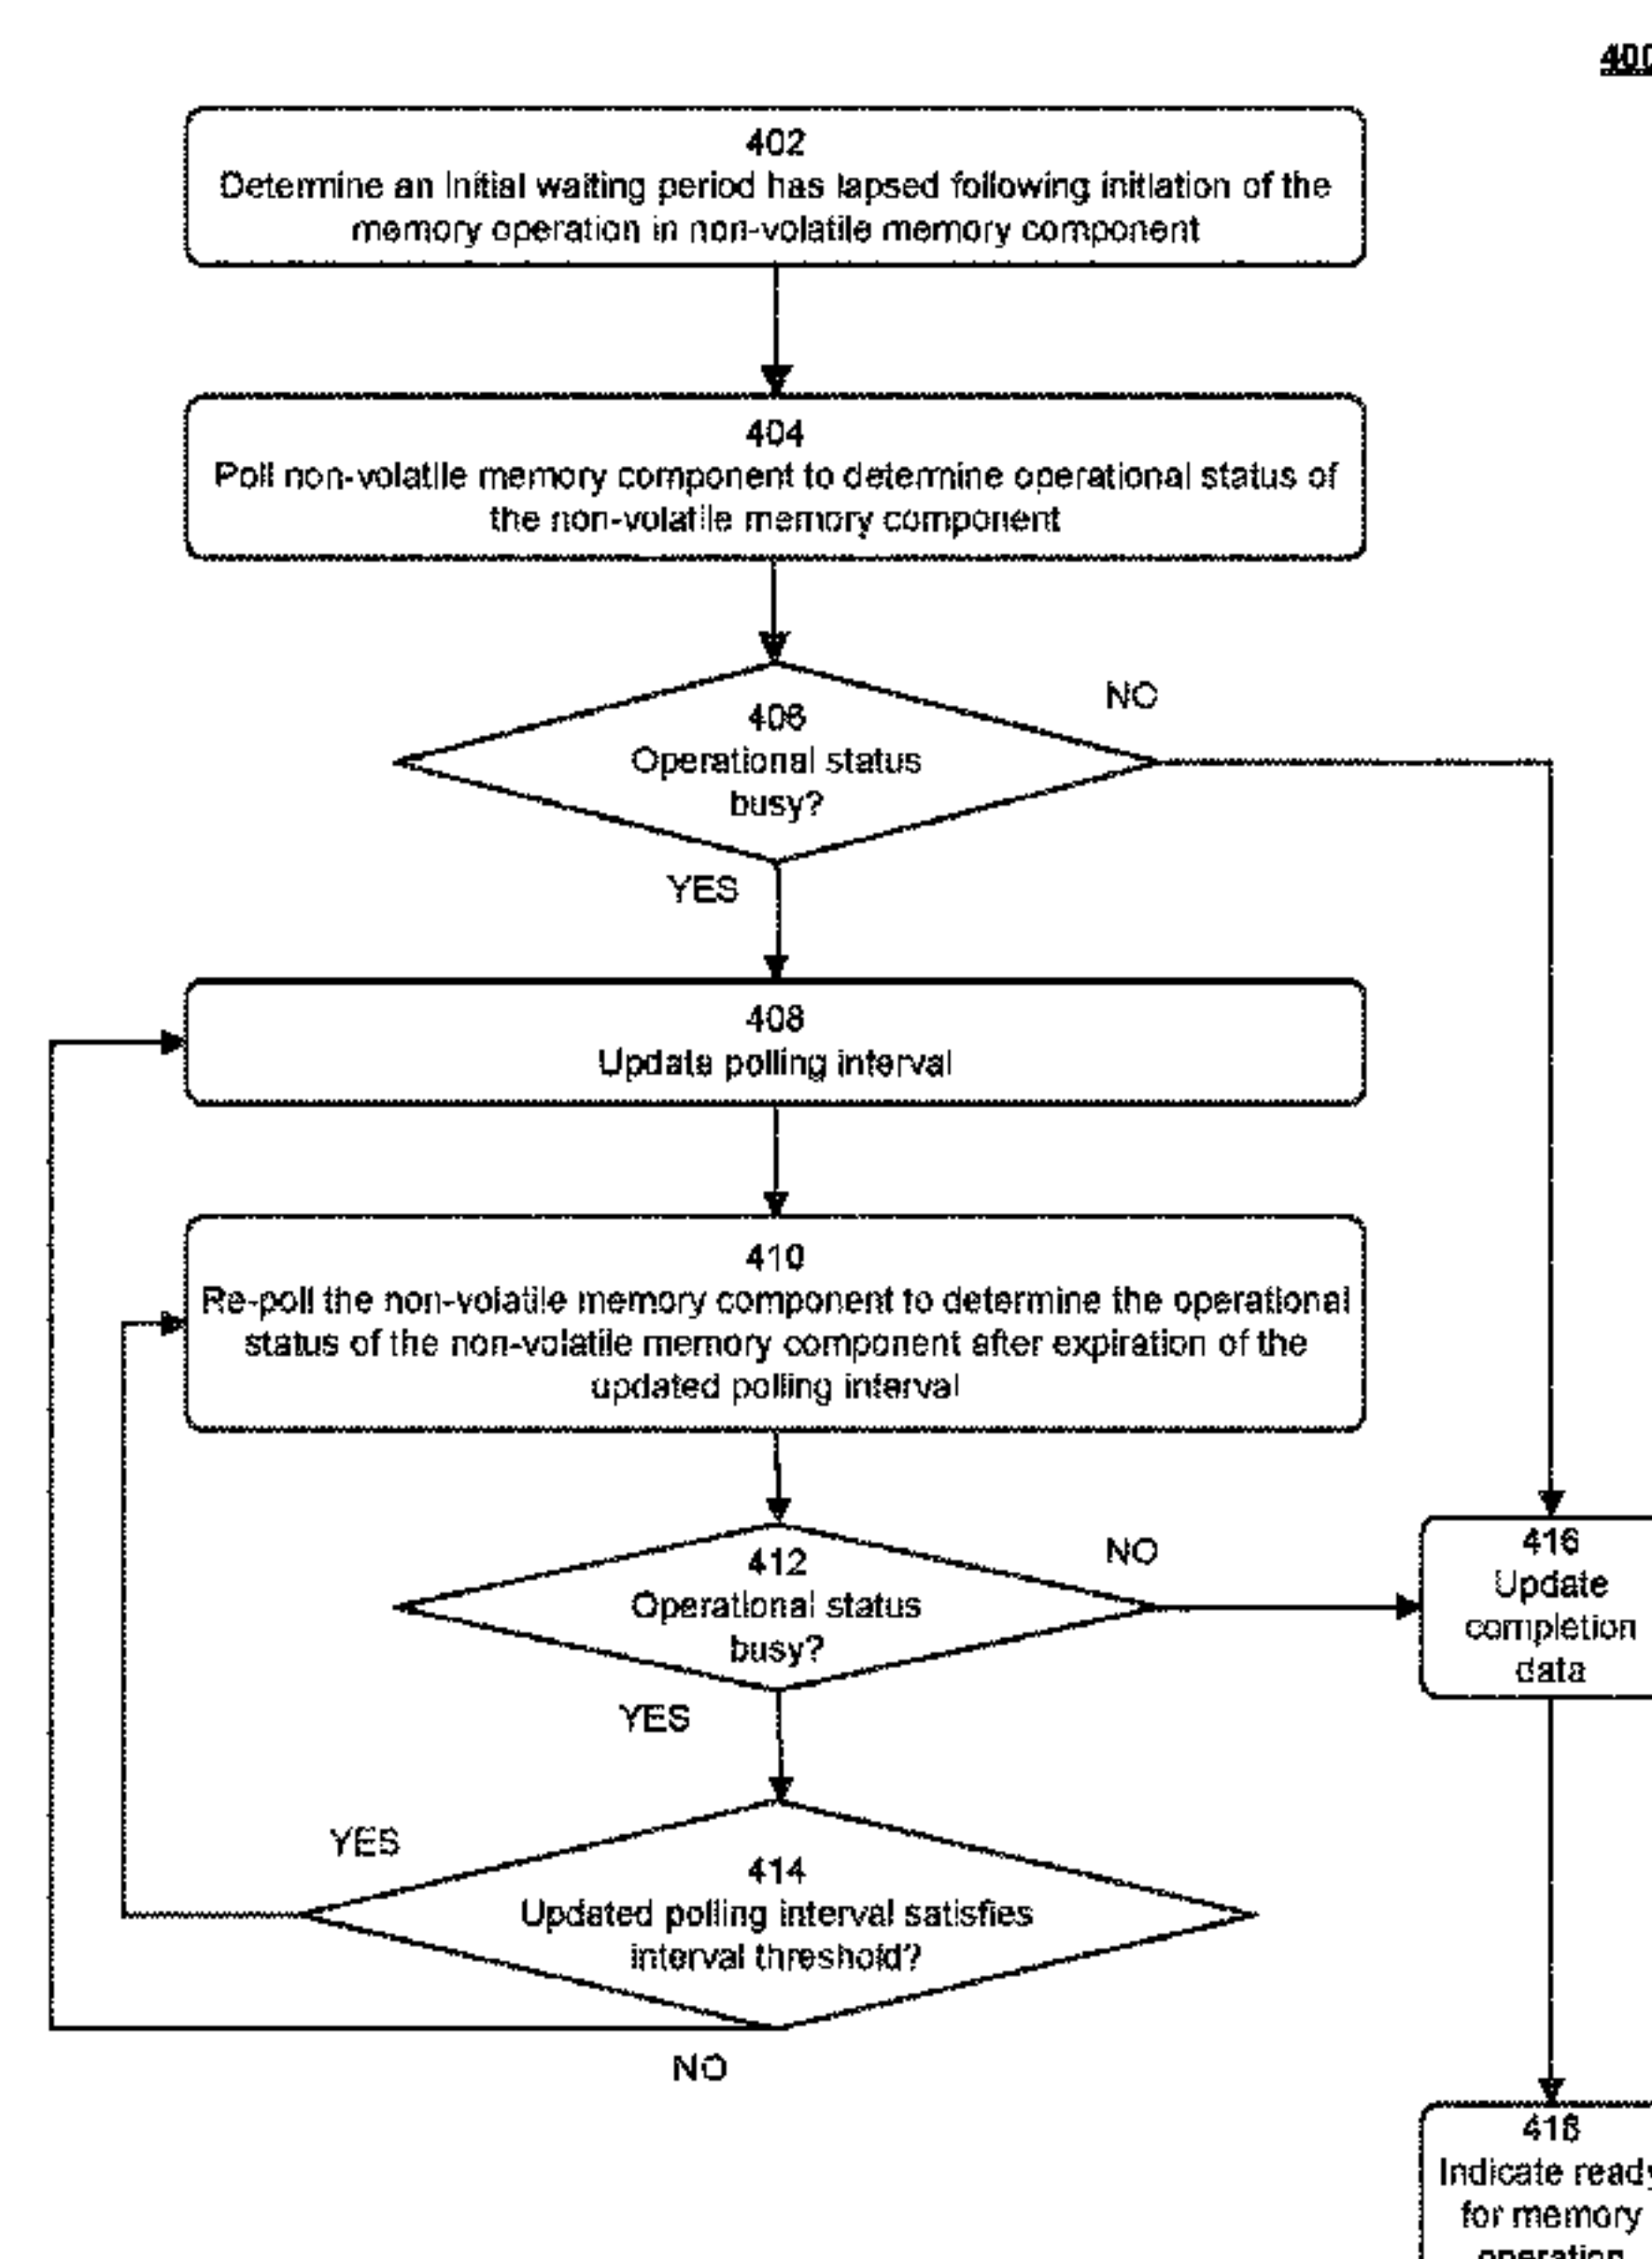 400
402
Determine an initial waiting period has lapsed following initiation of the
memory operation in non-volatile memory component
404
Poll non-volatile memory component to determine operational status of
the non-volatile memory component
406
Operational status
busy?
NO
YES
408
Update polling interval
410
Re-poll the non-volatile memory component to determine the operational
status of the non-volatile memory component after expiration of the
updated polling interval
412
Operational status
busy?
NO
YES
416
Update
completion
data
414
Updated polling interval satisfies
interval threshold?
YES
NO
418
Indicate ready
for memory
operation